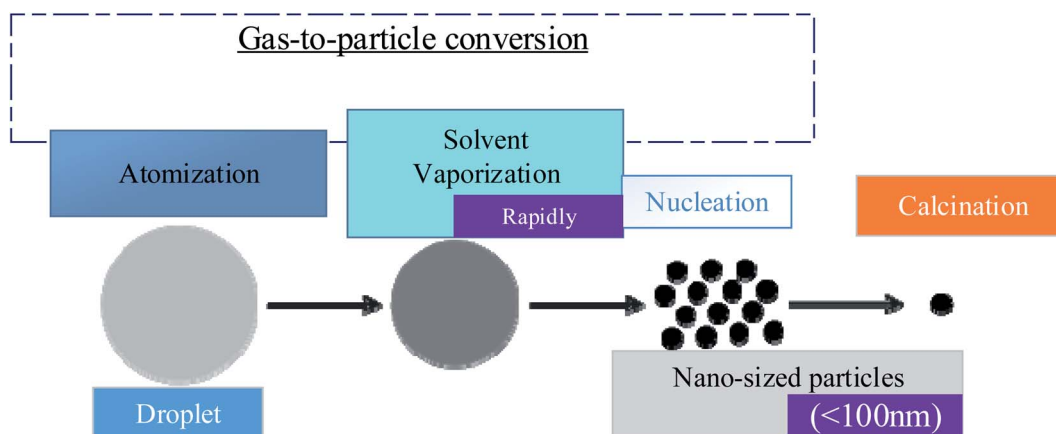 Gas-to-particle conversion
Atomization
Solvent
Vaporization
Rapidly
Nucleation
Calcination
Droplet
Nano-sized particles
(<100nm)